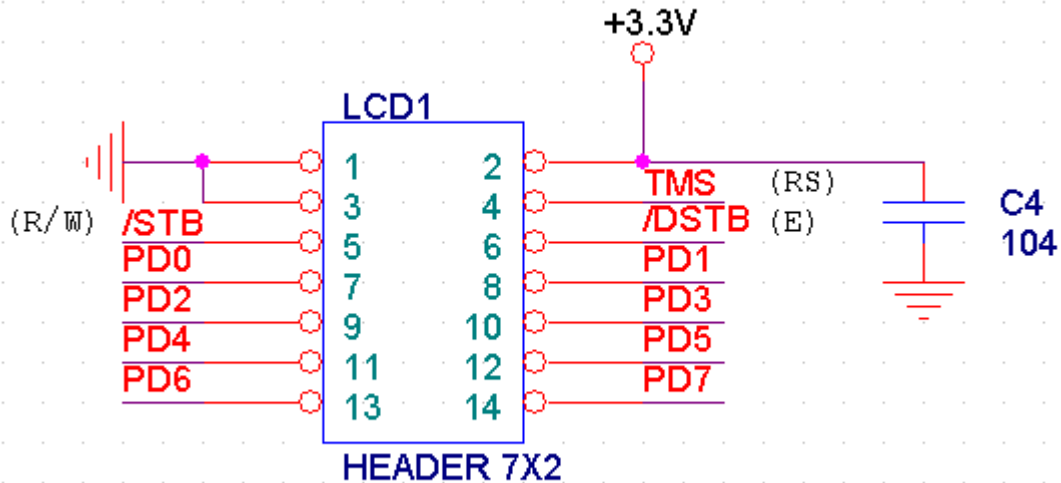 +3.3V
LCD1
1 2
TMS (RS)
3 4
(R/W) /STB /DSTB (E)
5 6
PD0 PD1
7 8
PD2 PD3
9 10
PD4 PD5
11 12
PD6 PD7
13 14
HEADER 7X2
C4
104